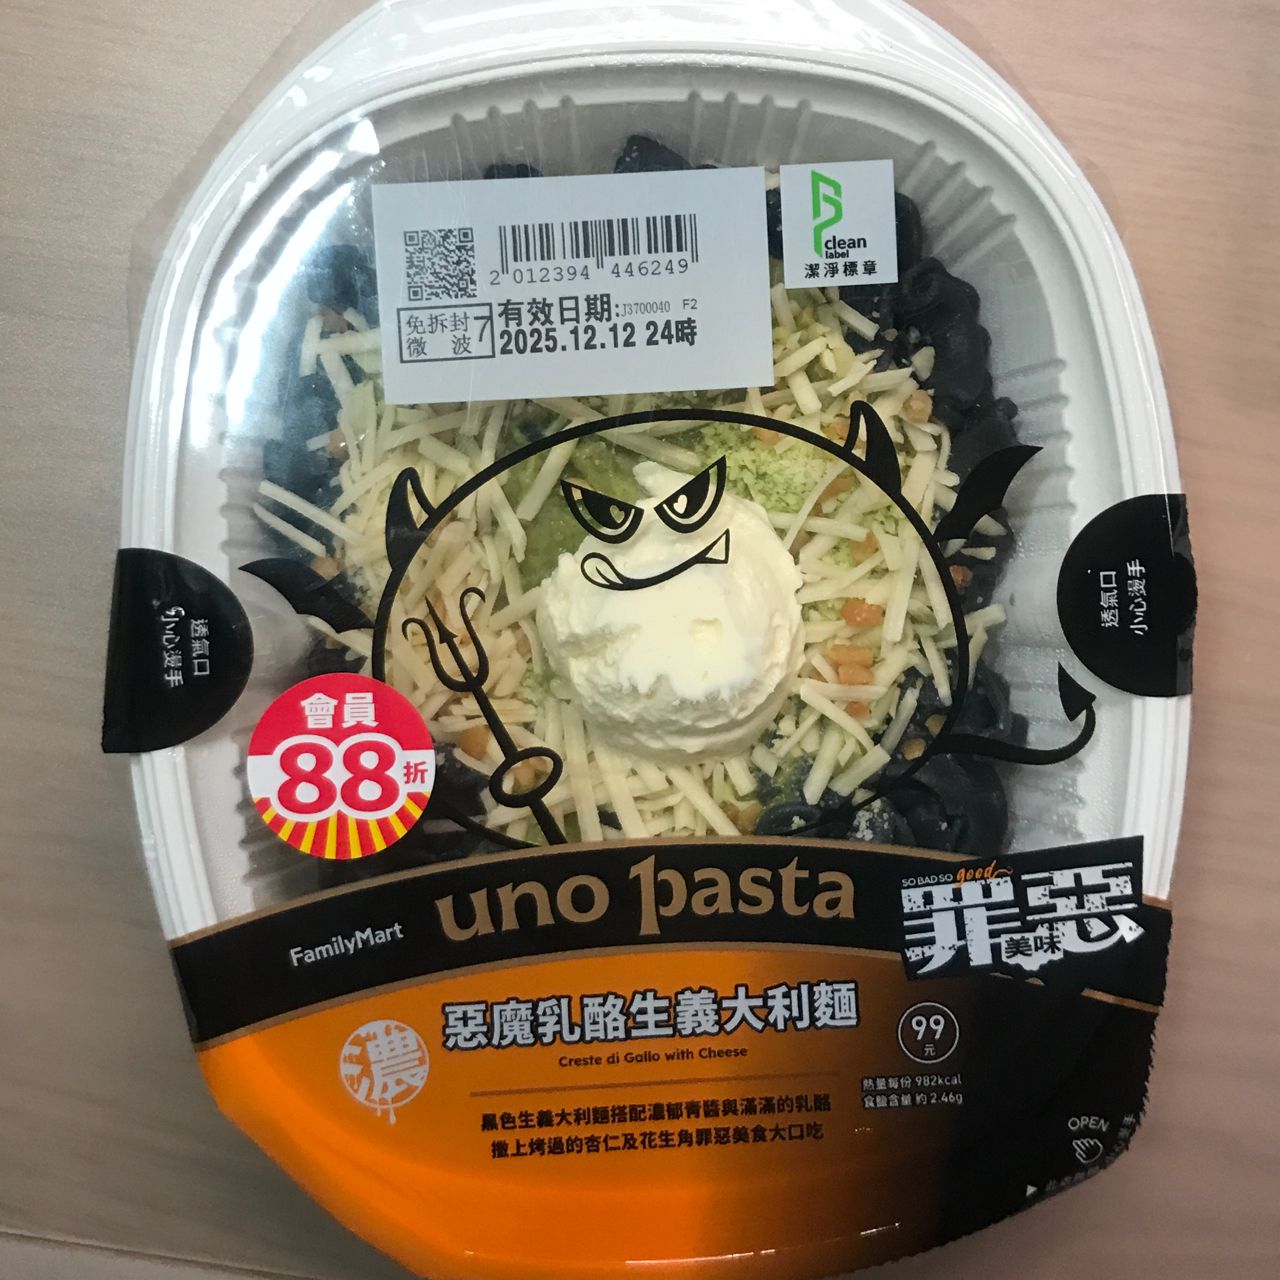 2 012394 446249
免拆封
微 波
7
有效日期:J3700040 F2
2025.12.12 24時
clean
label
潔淨標章
透氣口
小心燙手
透氣口
小心燙手
會員
88折
FamilyMart
uno pasta
SO BAD SO good
罪惡
美味
濃
惡魔乳酪生義大利麵
Creste di Gallo with Cheese
99
元
熱量每份 982kcal
食鹽含量 約 2.46g
黑色生義大利麵搭配濃郁青醬與滿滿的乳酪
撒上烤過的杏仁及花生角罪惡美食大口吃
OPEN